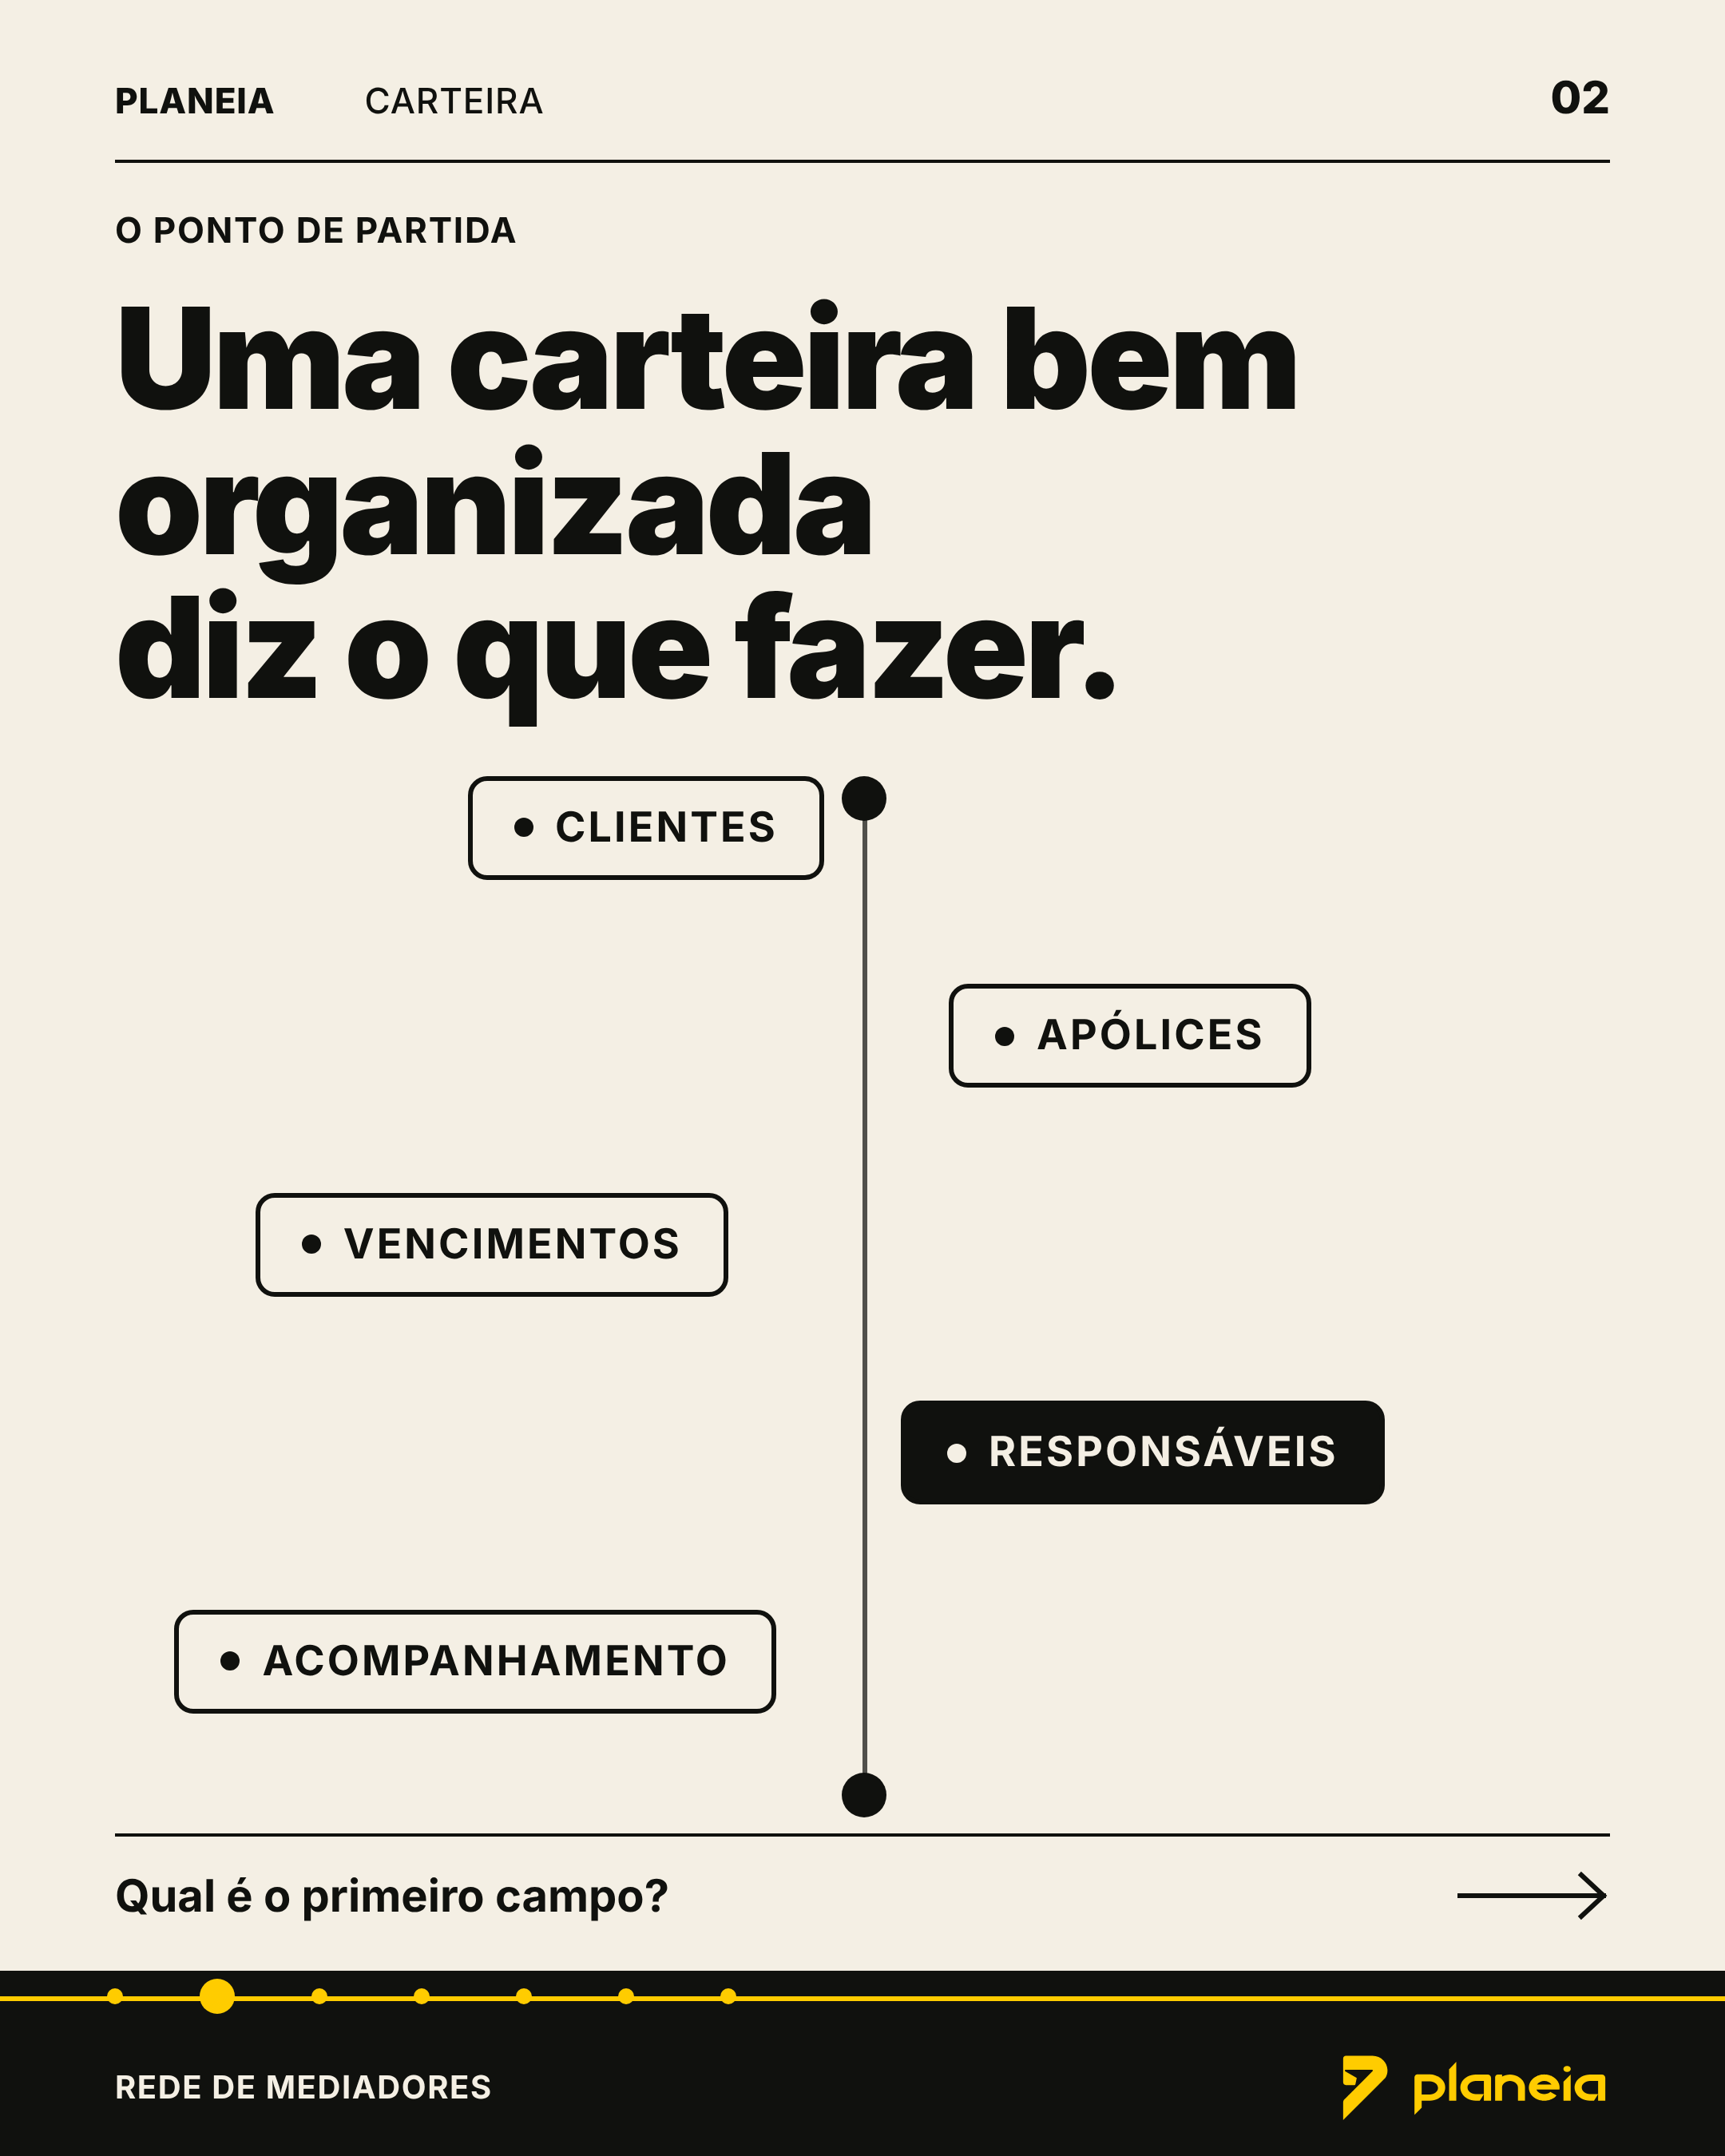 PLANEIA CARTEIRA 02
O PONTO DE PARTIDA
Uma carteira bem
organizada
diz o que fazer.
• CLIENTES
• APÓLICES
• VENCIMENTOS
• RESPONSÁVEIS
• ACOMPANHAMENTO
Qual é o primeiro campo?
REDE DE MEDIADORES
planeia